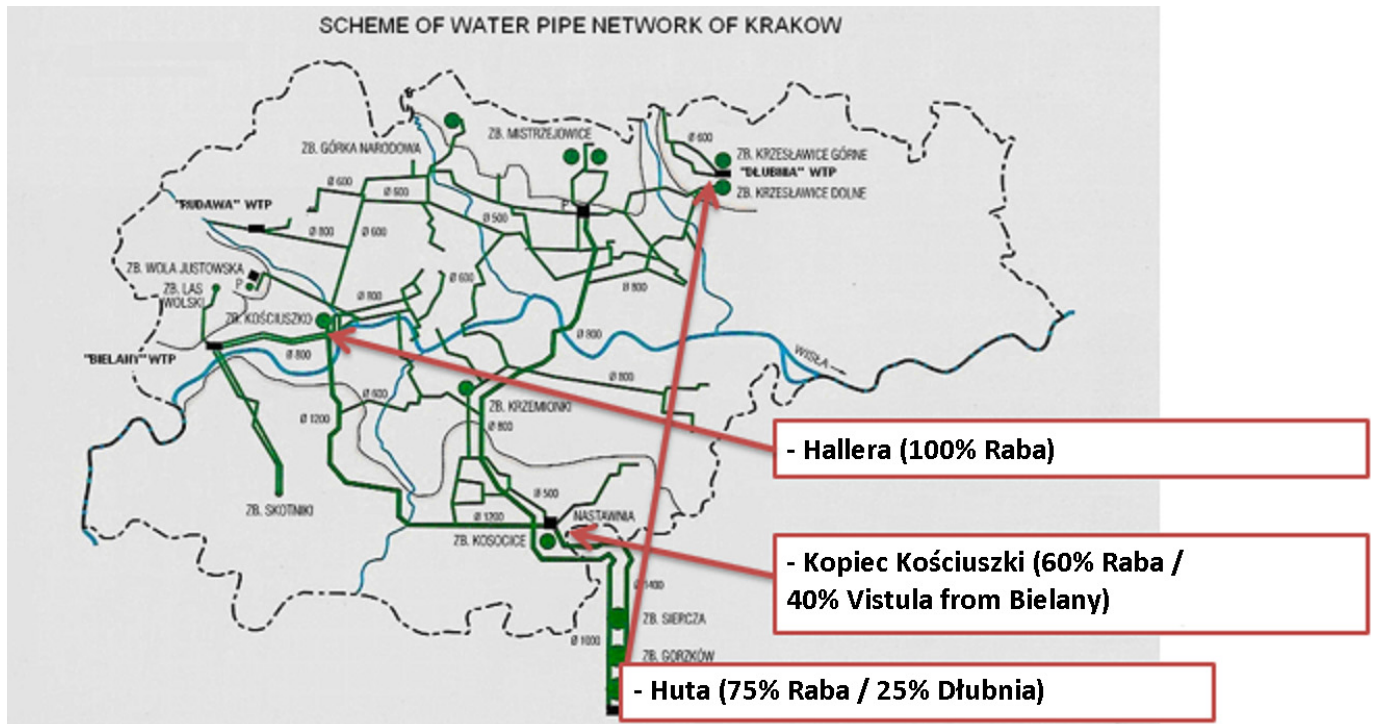 SCHEME OF WATER PIPE NETWORK OF KRAKOW
ZB. MISTRZEJOWICE
ZB. GÓRKA NARODOWA
Ø 600
ZB. KRZESŁAWICE GÓRNE
"DŁUBNIA" WTP
ZB. KRZESŁAWICE DOLNE
Ø 600
Ø 600
"RUDAWA" WTP
P
Ø 500
Ø 800
Ø 600
ZB. WOLA JUSTOWSKA
P
ZB. LAS
WOLSKI
Ø 600
Ø 800
Ø 800
ZB. KOŚCIUSZKO
Ø 800
"BIELANY" WTP
Ø 800
WISŁA
Ø 800
Ø 600
ZB. KRZEMIONKI
Ø 1200
Ø 800
- Hallera (100% Raba)
Ø 500
ZB. SKOTNIKI
Ø 1200
NASTAWNIA
ZB. KOSOCICE
- Kopiec Kościuszki (60% Raba /
40% Vistula from Bielany)
Ø 1400
ZB. SIERCZA
Ø 1000
ZB. GORZKÓW
- Huta (75% Raba / 25% Dłubnia)